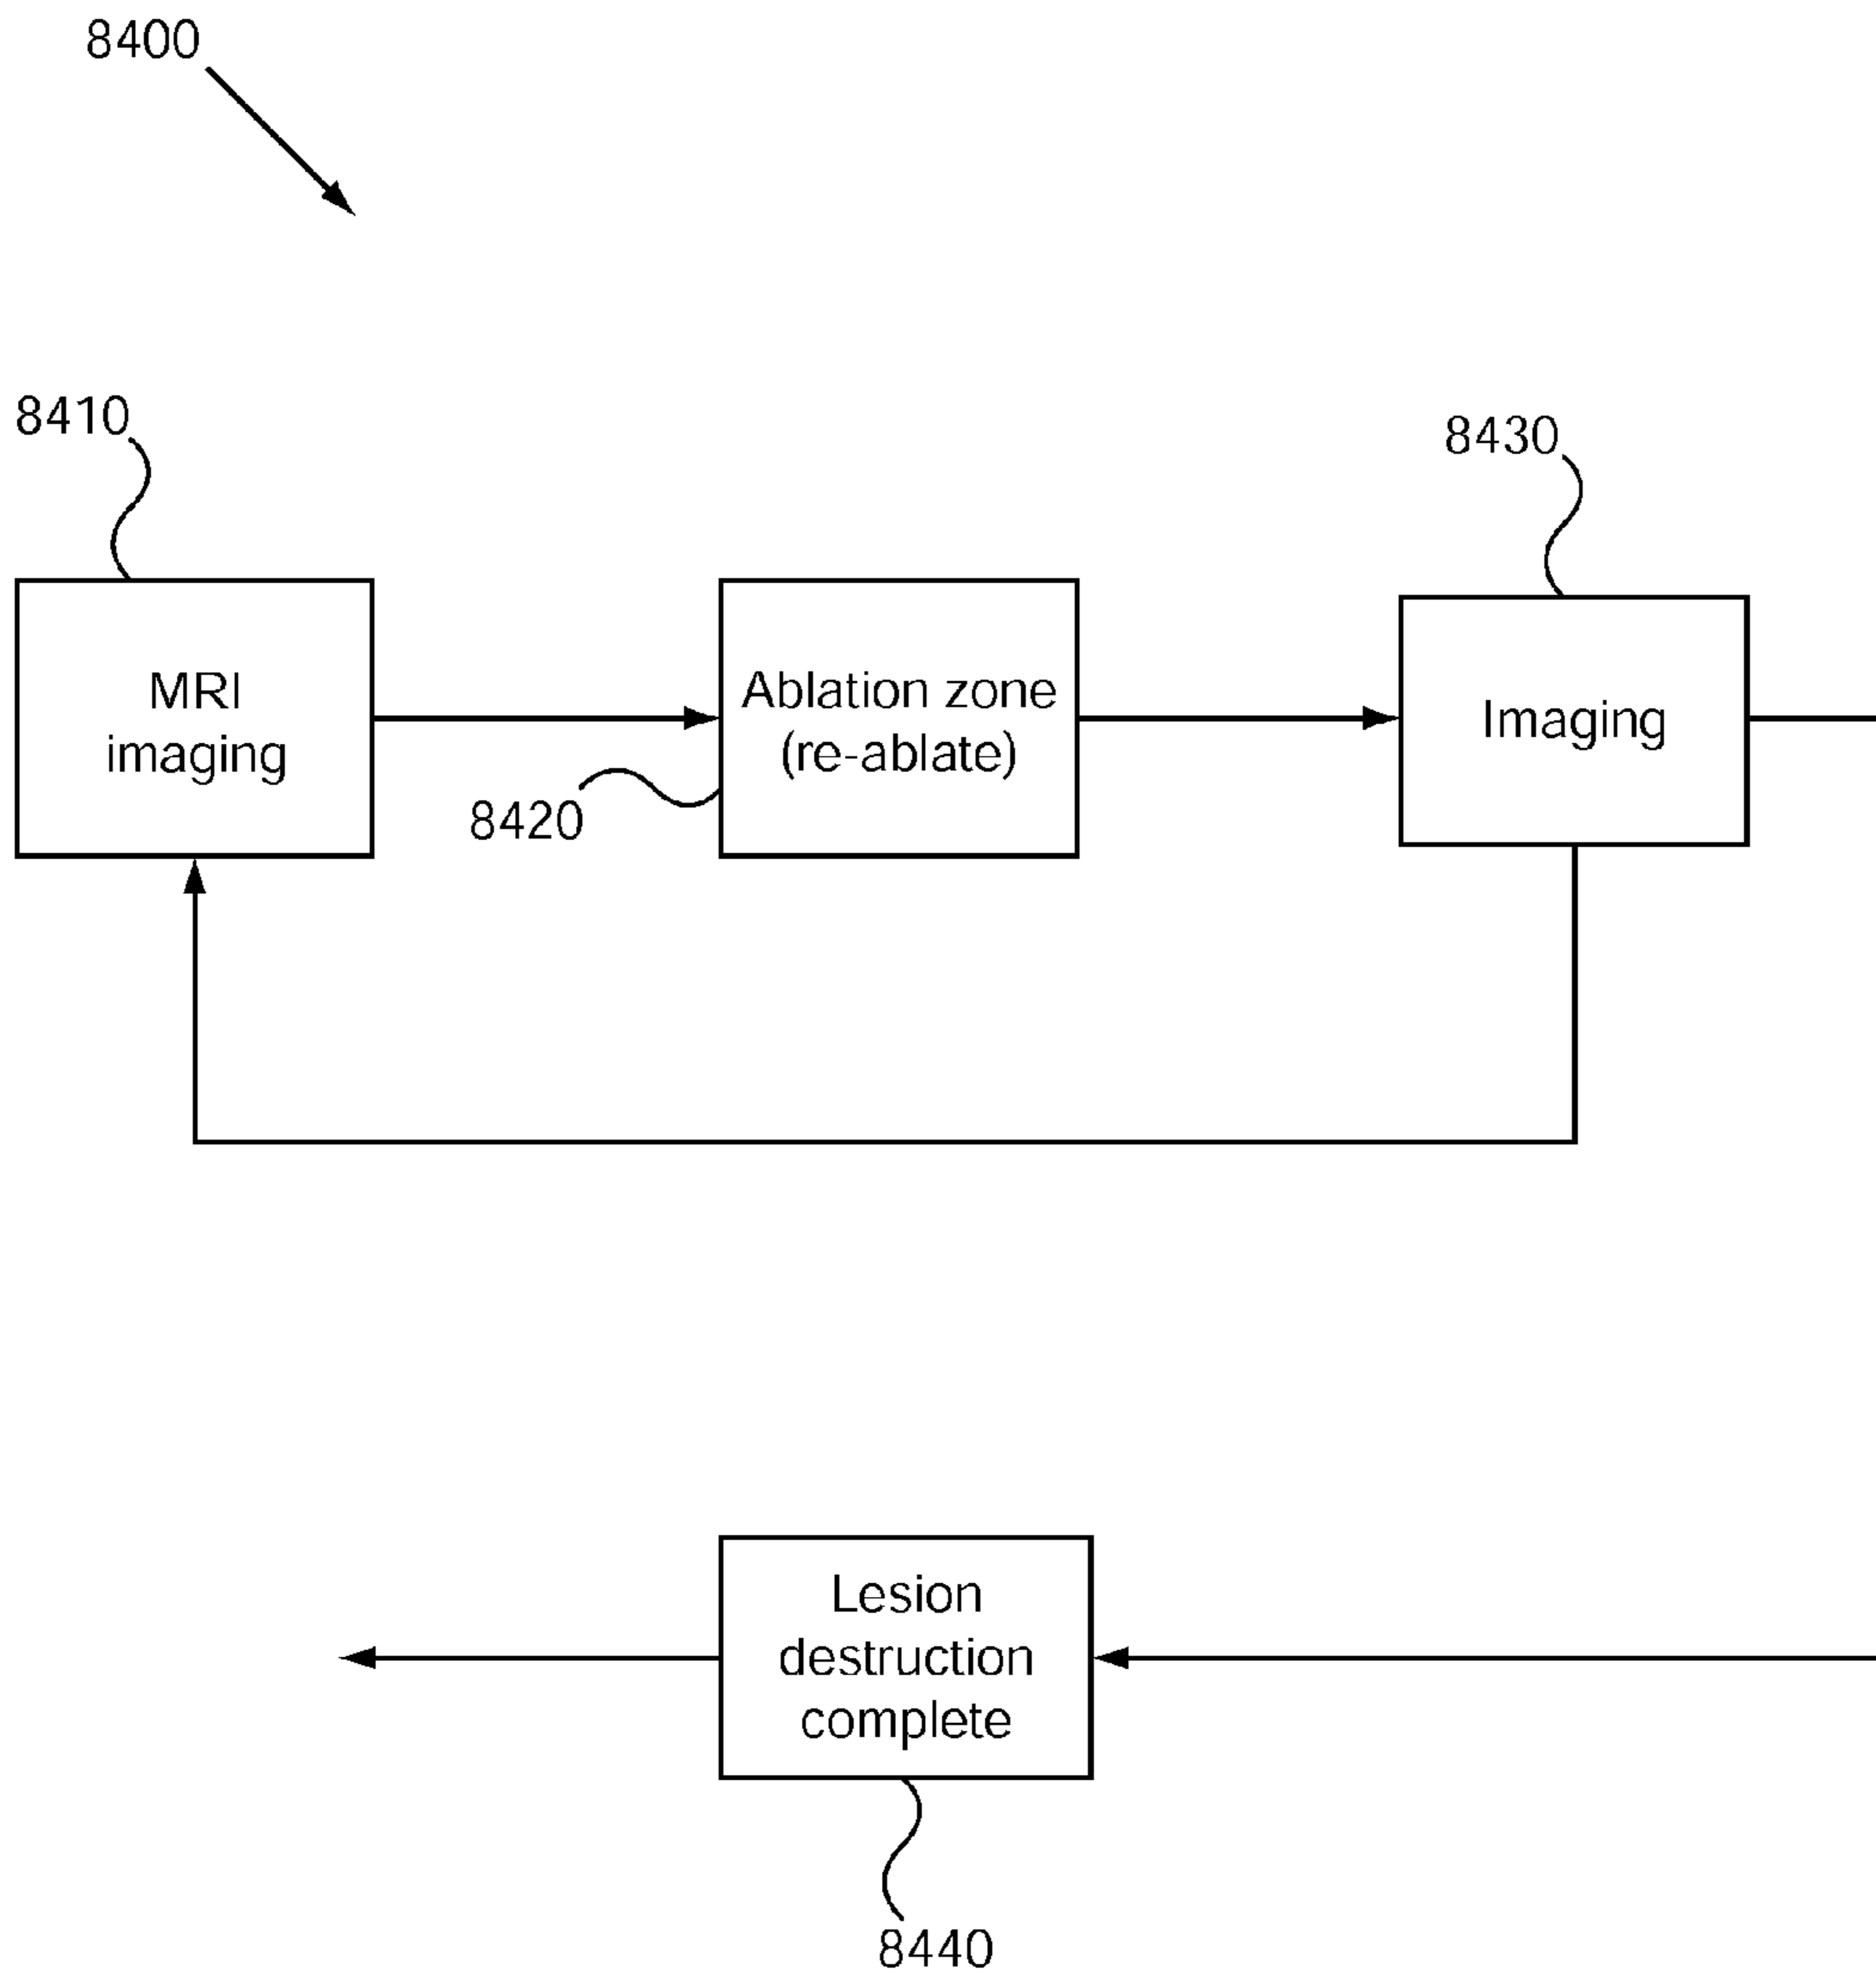 8400
8410
8430
MRI
imaging
Ablation zone
(re-ablate)
Imaging
8420
Lesion
destruction
complete
8440